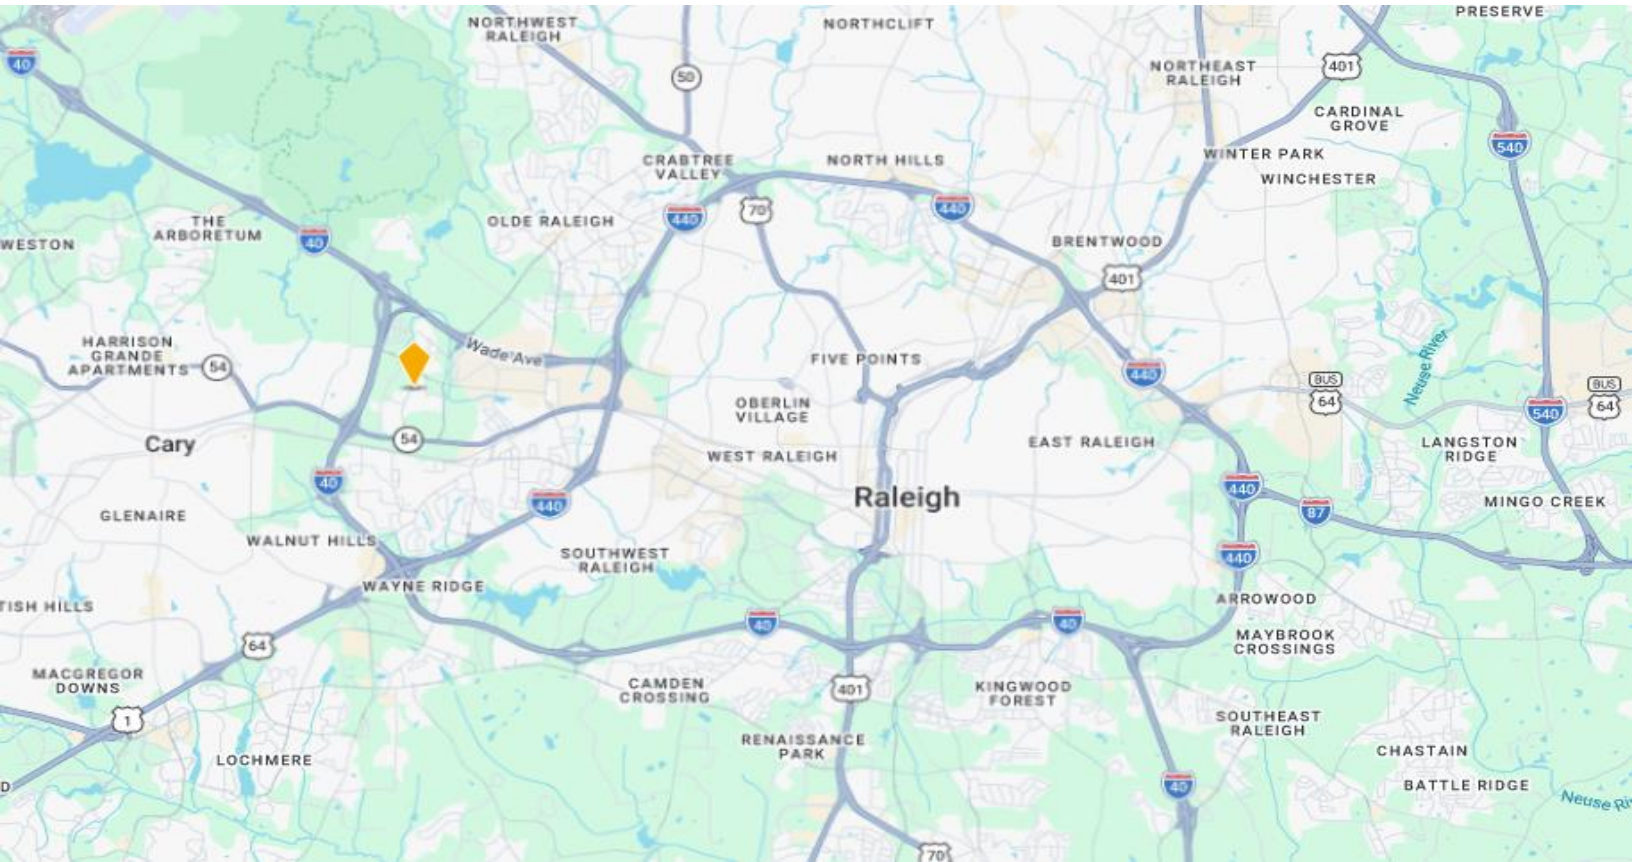 PRESERVE
NORTHWEST
RALEIGH
NORTHCLIFT
40
50
NORTHEAST
RALEIGH
401
CARDINAL
GROVE
540
CRABTREE
VALLEY
NORTH HILLS
WINTER PARK
WINCHESTER
THE
ARBORETUM
OLDE RALEIGH
440
70
440
WESTON
40
BRENTWOOD
401
HARRISON
GRANDE
APARTMENTS
54
Wade Ave
FIVE POINTS
440
Neuse River
BUS
64
540
BUS
64
OBERLIN
VILLAGE
Cary
54
WEST RALEIGH
EAST RALEIGH
LANGSTON
RIDGE
40
440
Raleigh
440
87
MINGO CREEK
GLENAIRE
WALNUT HILLS
SOUTHWEST
RALEIGH
440
WAYNE RIDGE
TISH HILLS
ARROWOOD
64
40
40
MAYBROOK
CROSSINGS
MACGREGOR
DOWNS
1
CAMDEN
CROSSING
401
KINGWOOD
FOREST
SOUTHEAST
RALEIGH
LOCHMERE
RENAISSANCE
PARK
CHASTAIN
D
40
BATTLE RIDGE
Neuse Riv
70